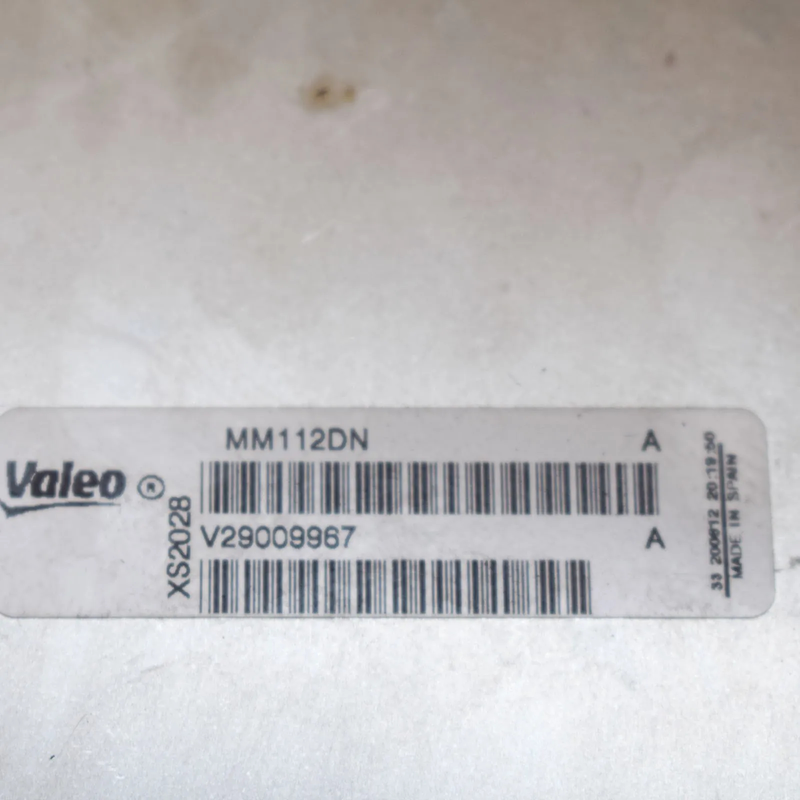 MM112DN A
Valeo ®
XS2028
V29009967 A
33 200612 20:19:50
MADE IN SPAIN